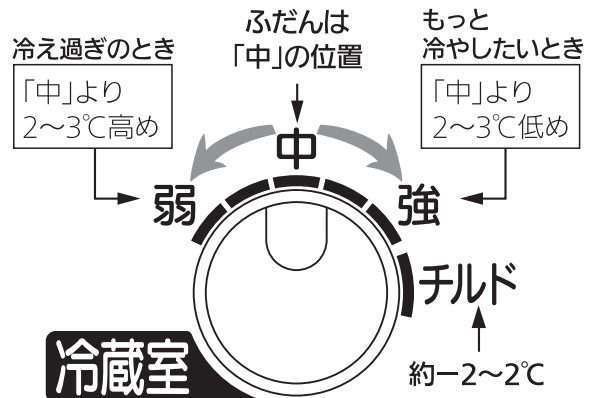 冷え過ぎのとき
「中」より
2～3℃高め
ふだんは
「中」の位置
もっと
冷やしたいとき
「中」より
2～3℃低め
弱
中
強
チルド
約－2～2℃
冷蔵室